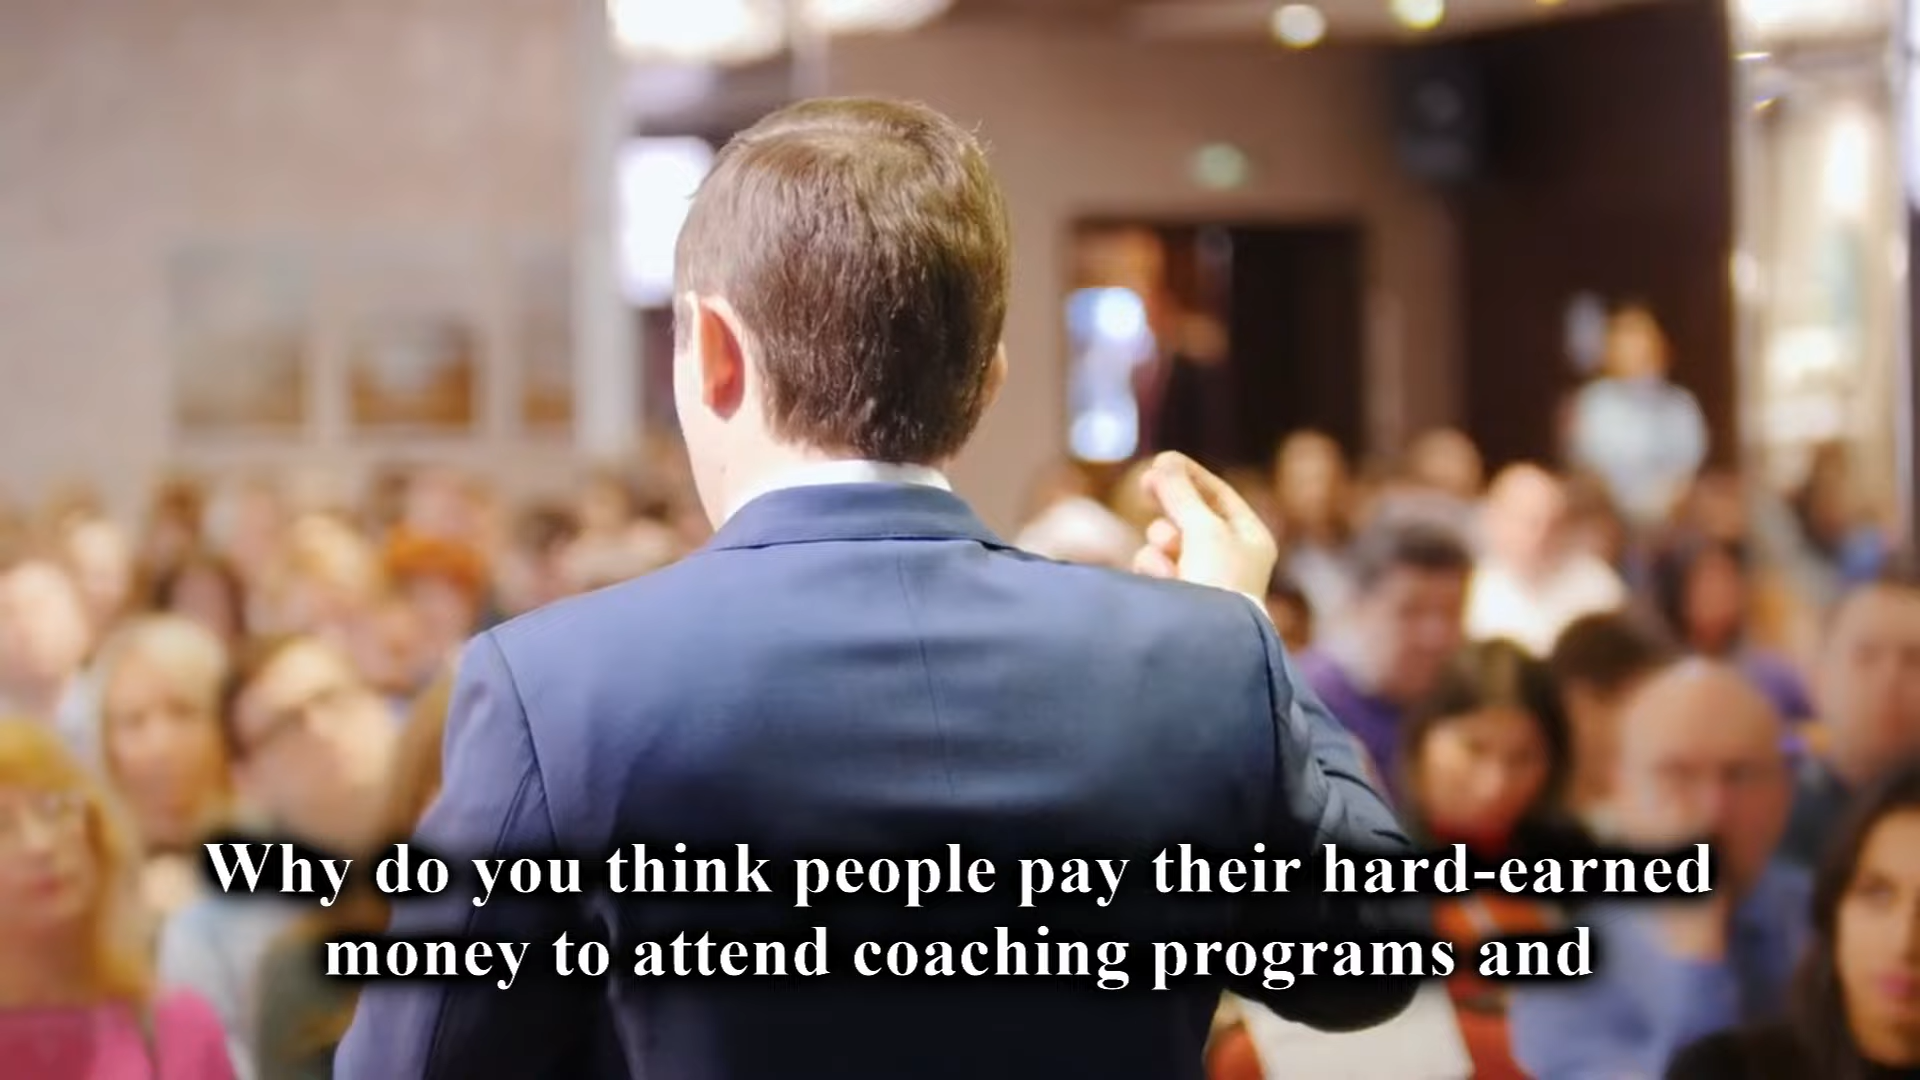 Why do you think people pay their hard-earned
money to attend coaching programs and